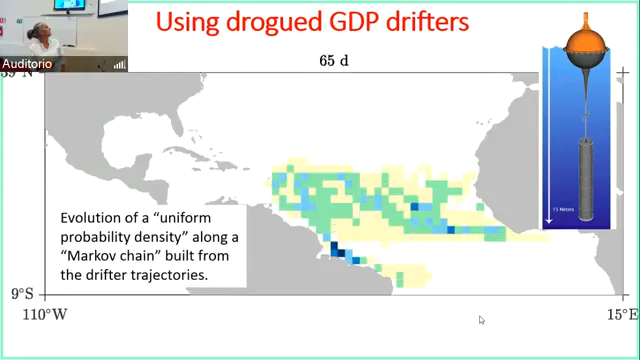 Using drogued GDP drifters
Auditorio
65 d
15 Meters
Evolution of a “uniform
probability density” along a
“Markov chain” built from
the drifter trajectories.
9°S
110°W
15°E